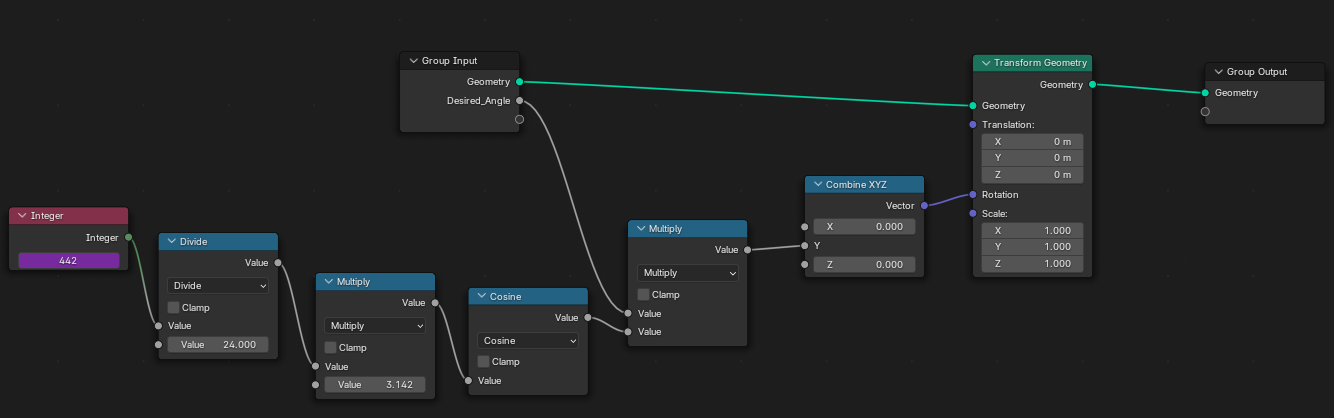 Integer
Integer
442
Divide
Value
Divide
Clamp
Value
Value 24.000
Multiply
Value
Multiply
Clamp
Value
Value 3.142
Group Input
Geometry
Desired_Angle
Cosine
Value
Cosine
Clamp
Value
Multiply
Value
Multiply
Clamp
Value
Value
Combine XYZ
Vector
X 0.000
Y
Z 0.000
Transform Geometry
Geometry
Geometry
Translation:
X 0 m
Y 0 m
Z 0 m
Rotation
Scale:
X 1.000
Y 1.000
Z 1.000
Group Output
Geometry